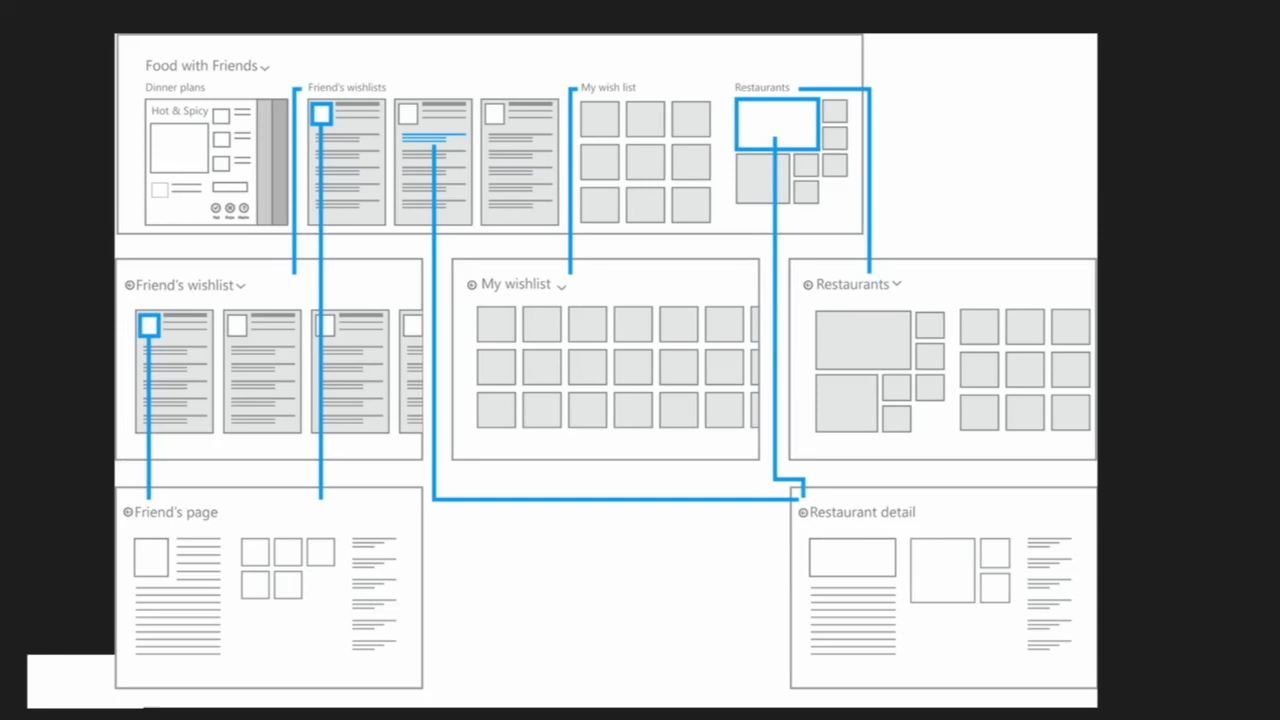 Food with Friends
Dinner plans
Friend's wishlists
My wish list
Restaurants
Hot & Spicy
Friend's wishlist
My wishlist
Restaurants
Friend's page
Restaurant detail